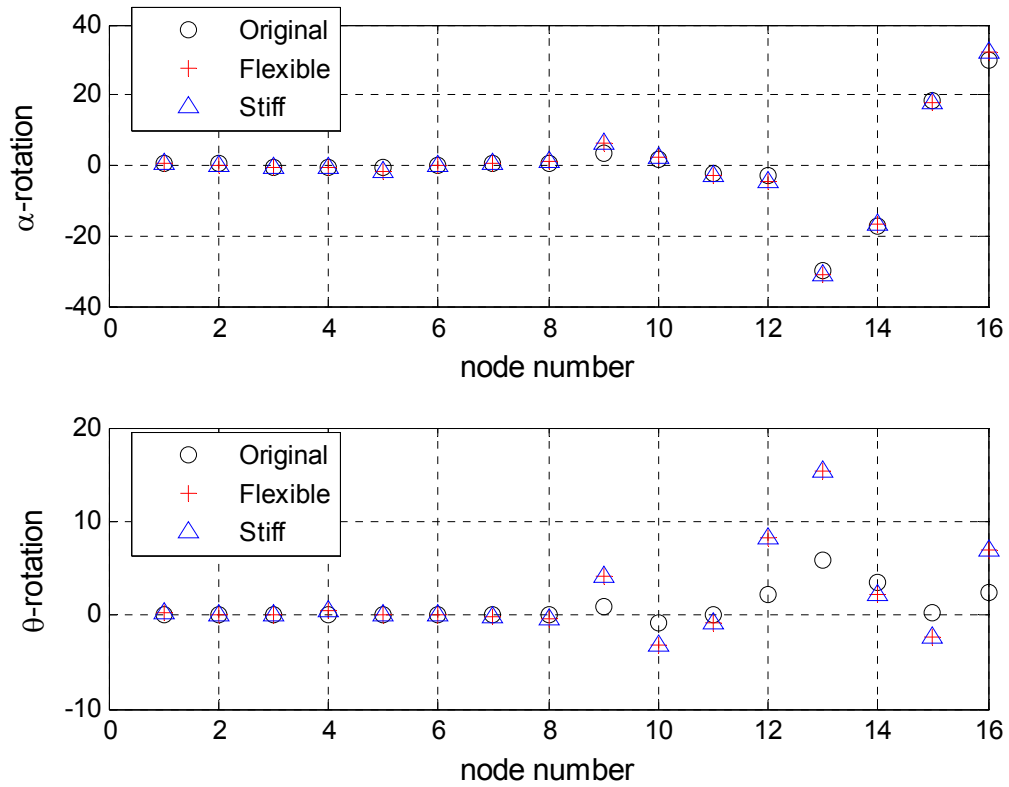 40
20
0
-20
-40
α-rotation
Original
Flexible
Stiff
0 2 4 6 8 10 12 14 16
node number
20
10
0
-10
θ-rotation
Original
Flexible
Stiff
0 2 4 6 8 10 12 14 16
node number